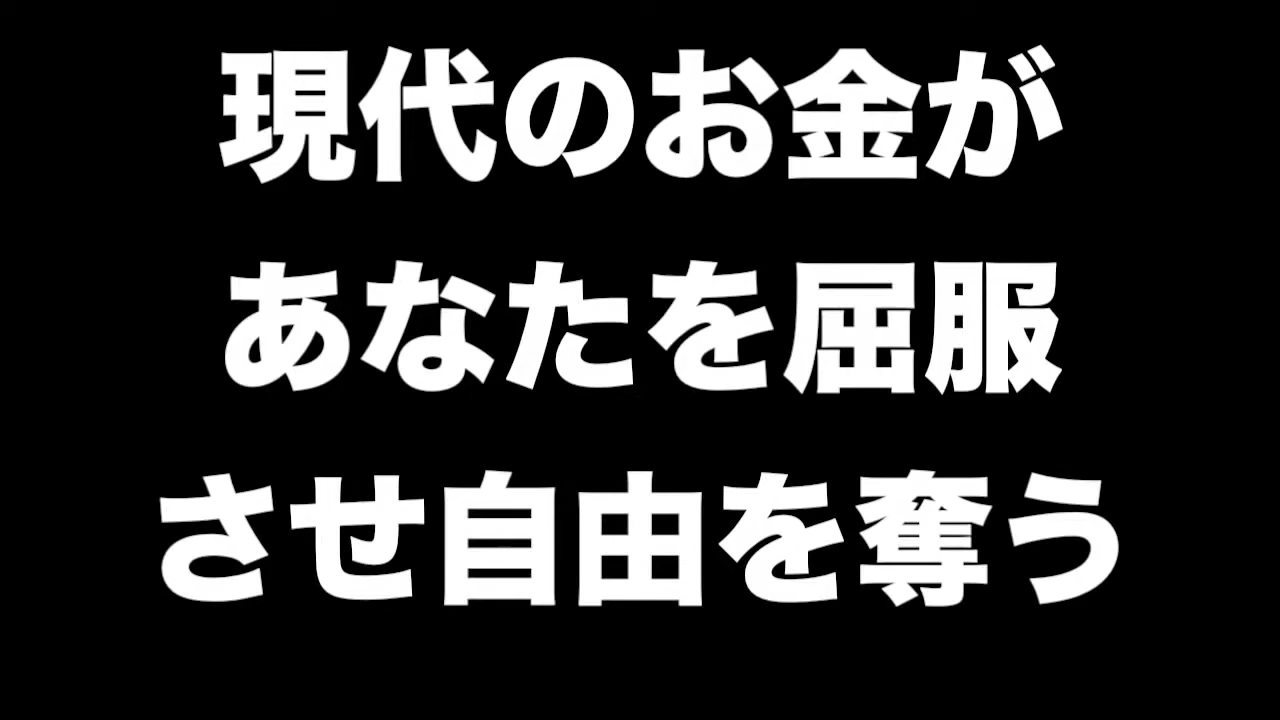 現代のお金が
あなたを屈服
させ自由を奪う